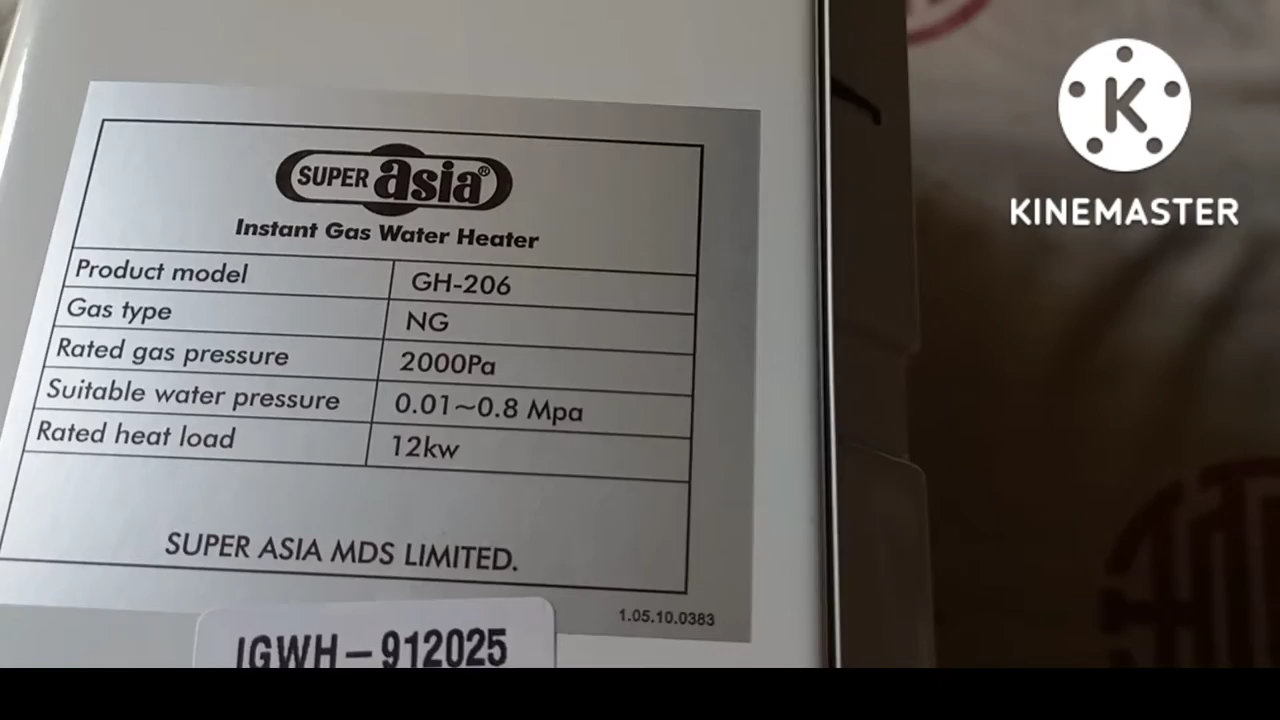 SUPER asia®
Instant Gas Water Heater
Product model GH-206
Gas type NG
Rated gas pressure 2000Pa
Suitable water pressure 0.01~0.8 Mpa
Rated heat load 12kw
SUPER ASIA MDS LIMITED.
1.05.10.0383
IGWH-912025
K
KINEMASTER